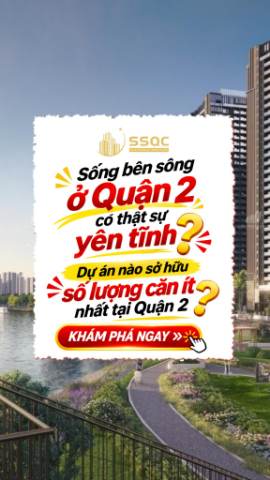 SSQC
Sống bên sông
ở Quận 2
có thật sự
yên tĩnh?
Dự án nào sở hữu
số lượng căn ít
nhất tại Quận 2?
KHÁM PHÁ NGAY »